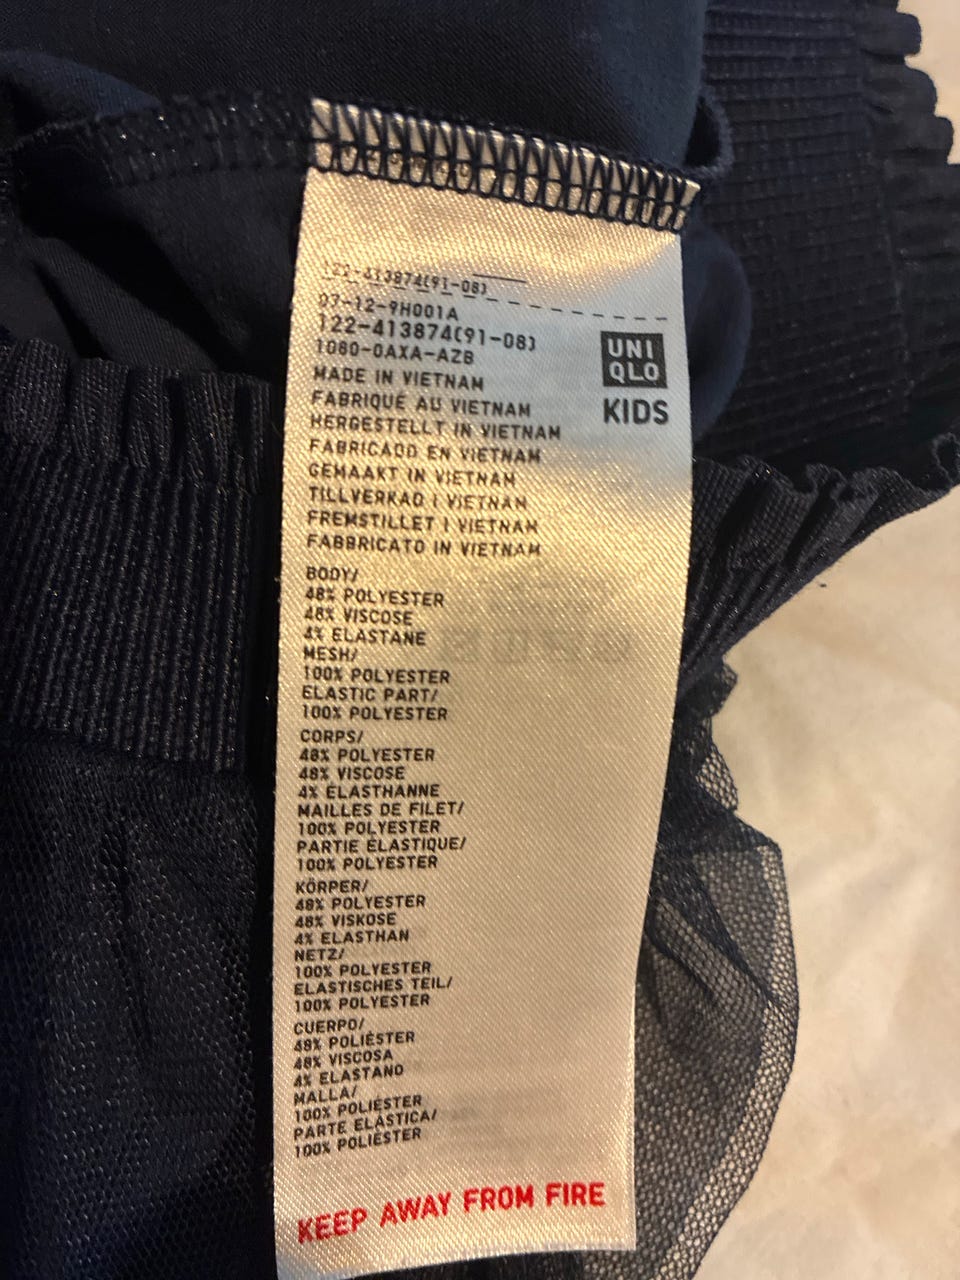 122-413874(91-08)
07-12-9H001A
122-413874(91-08)
1080-0AXA-AZB
UNI
QLO
KIDS
MADE IN VIETNAM
FABRIQUÉ AU VIETNAM
HERGESTELLT IN VIETNAM
FABRICADO EN VIETNAM
GEMAAKT IN VIETNAM
TILLVERKAD I VIETNAM
FREMSTILLET I VIETNAM
FABBRICATO IN VIETNAM
BODY/
48% POLYESTER
48% VISCOSE
4% ELASTANE
MESH/
100% POLYESTER
ELASTIC PART/
100% POLYESTER
CORPS/
48% POLYESTER
48% VISCOSE
4% ÉLASTHANNE
MAILLES DE FILET/
100% POLYESTER
PARTIE ÉLASTIQUE/
100% POLYESTER
KÖRPER/
48% POLYESTER
48% VISKOSE
4% ELASTHAN
NETZ/
100% POLYESTER
ELASTISCHES TEIL/
100% POLYESTER
CUERPO/
48% POLIÉSTER
48% VISCOSA
4% ELASTANO
MALLA/
100% POLIÉSTER
PARTE ELÁSTICA/
100% POLIÉSTER
KEEP AWAY FROM FIRE